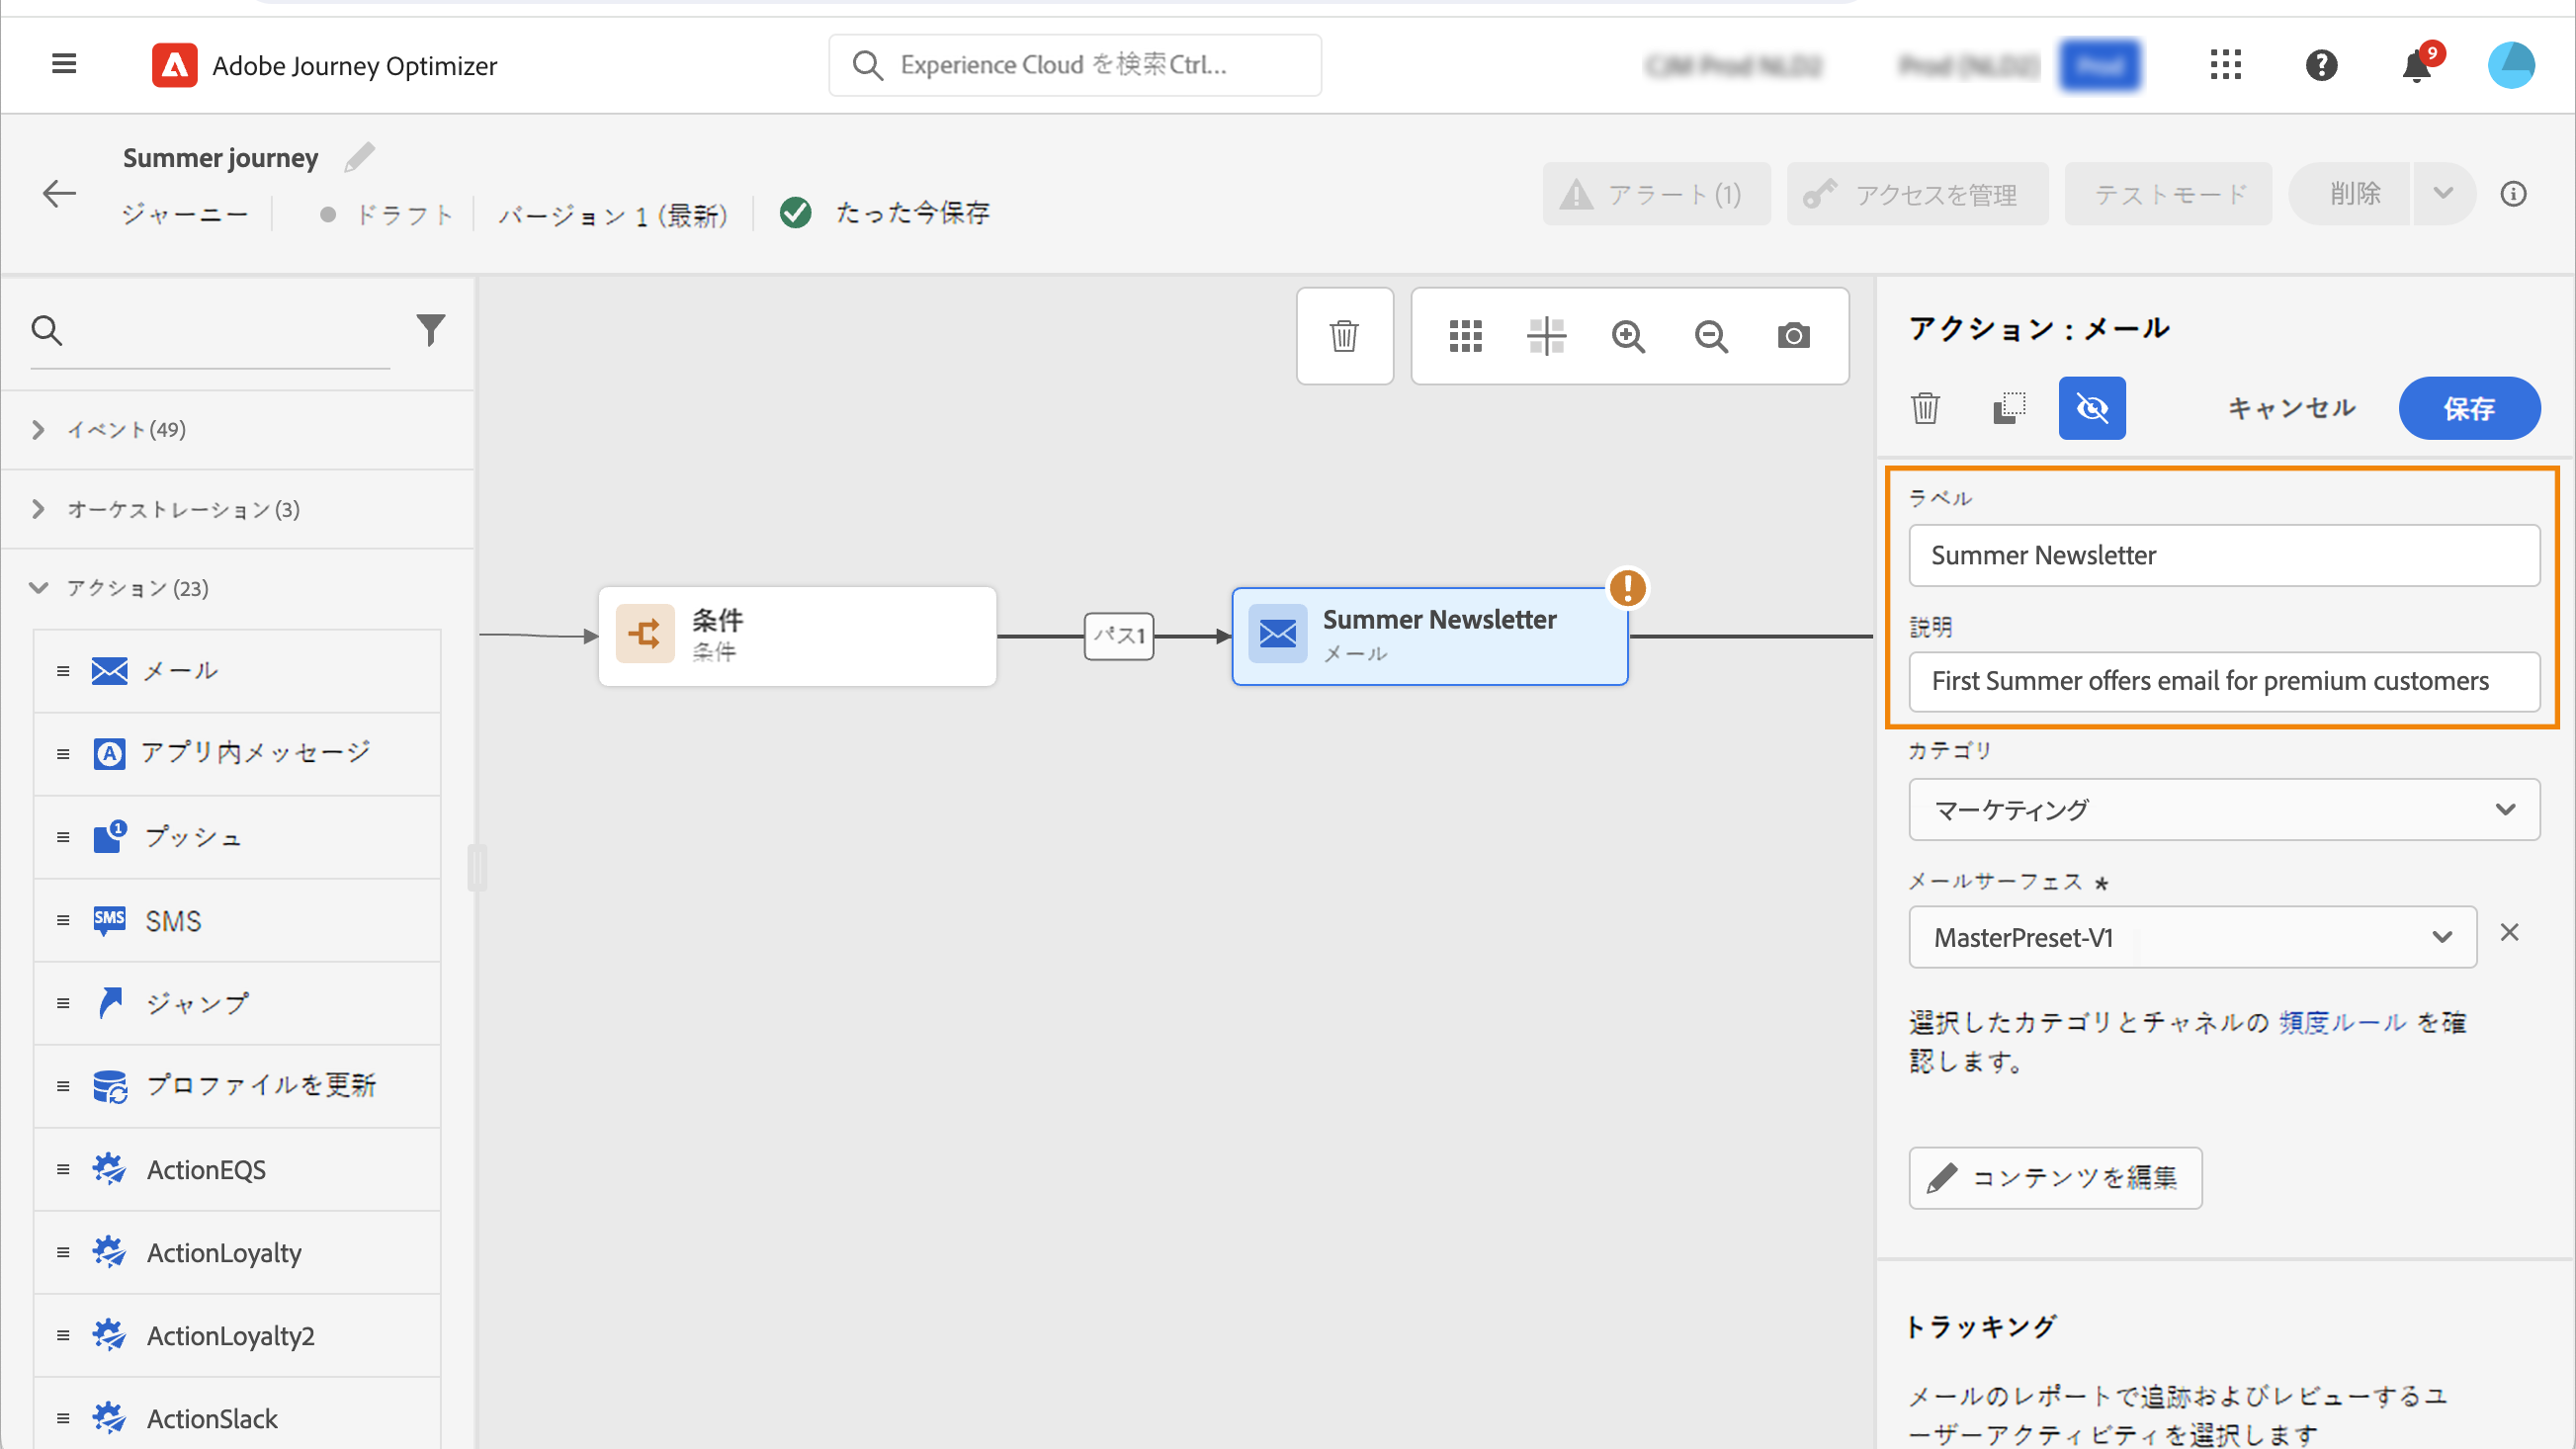 Adobe Journey Optimizer
Experience Cloud を検索Ctrl...
9
Summer journey
ジャーニー
ドラフト
バージョン 1 (最新)
たった今保存
アラート (1)
アクセスを管理
テストモード
削除
イベント(49)
オーケストレーション(3)
アクション (23)
メール
アプリ内メッセージ
1
プッシュ
SMS
SMS
ジャンプ
プロファイルを更新
ActionEQS
ActionLoyalty
ActionLoyalty2
ActionSlack
条件
条件
パス1
Summer Newsletter
メール
アクション : メール
キャンセル
保存
ラベル
Summer Newsletter
説明
First Summer offers email for premium customers
カテゴリ
マーケティング
メールサーフェス *
MasterPreset-V1
選択したカテゴリとチャネルの 頻度ルール を確
認します。
コンテンツを編集
トラッキング
メールのレポートで追跡およびレビューするユ
ーザーアクティビティを選択します